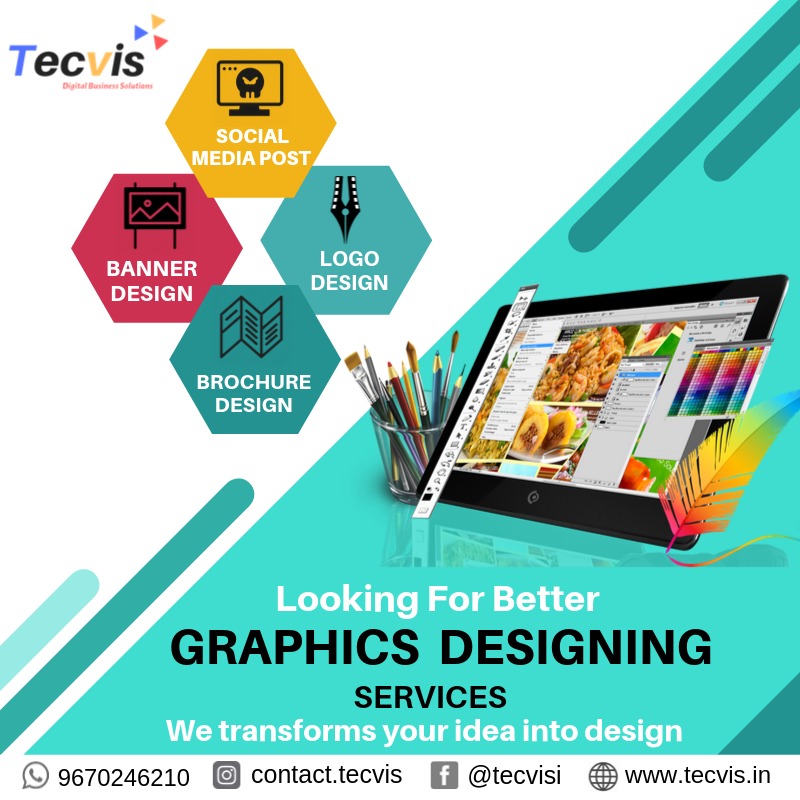 Tecvis
Digital Business Solutions
SOCIAL
MEDIA POST
BANNER
DESIGN
LOGO
DESIGN
BROCHURE
DESIGN
Looking For Better
GRAPHICS DESIGNING
SERVICES
We transforms your idea into design
9670246210 contact.tecvis @tecvisi www.tecvis.in